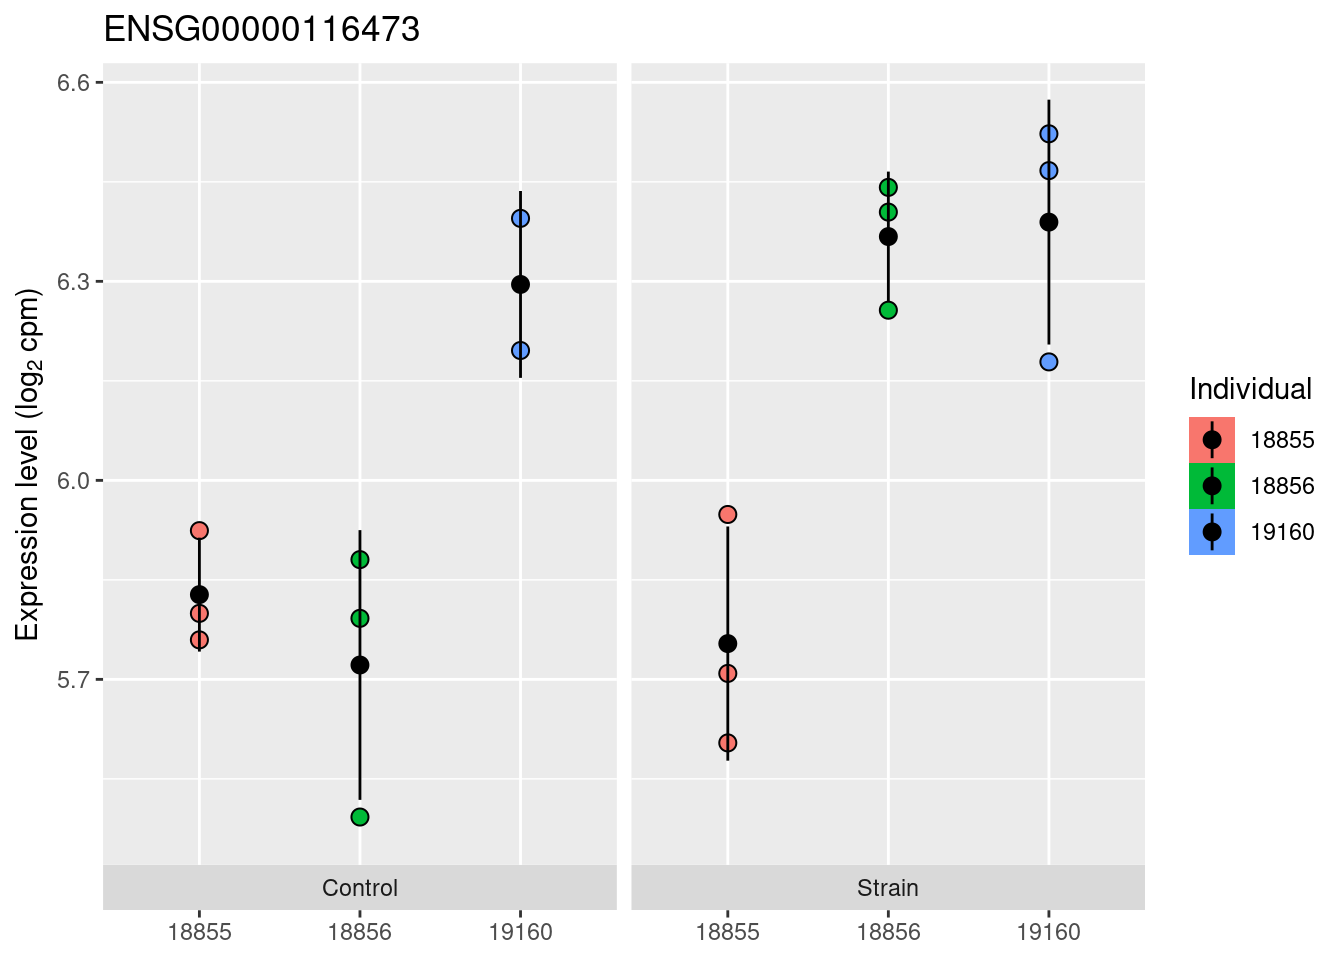 ENSG00000116473
Expression level (log₂ cpm)
6.6
6.3
6.0
5.7
Control
Strain
18855
18856
19160
18855
18856
19160
Individual
18855
18856
19160